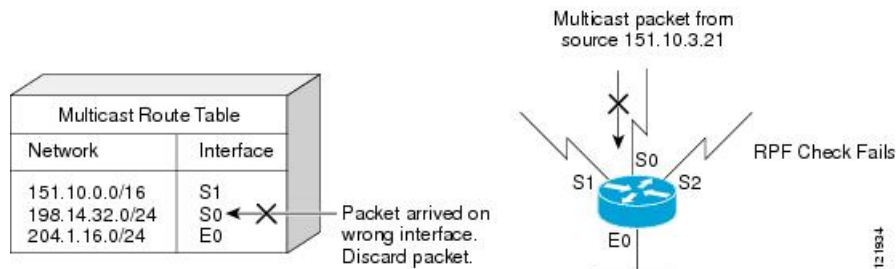 Multicast packet from
source 151.10.3.21
Multicast Route Table
Network Interface
151.10.0.0/16 S1
198.14.32.0/24 S0
204.1.16.0/24 E0
Packet arrived on
wrong interface.
Discard packet.
S0
S1
S2
E0
RPF Check Fails
121934